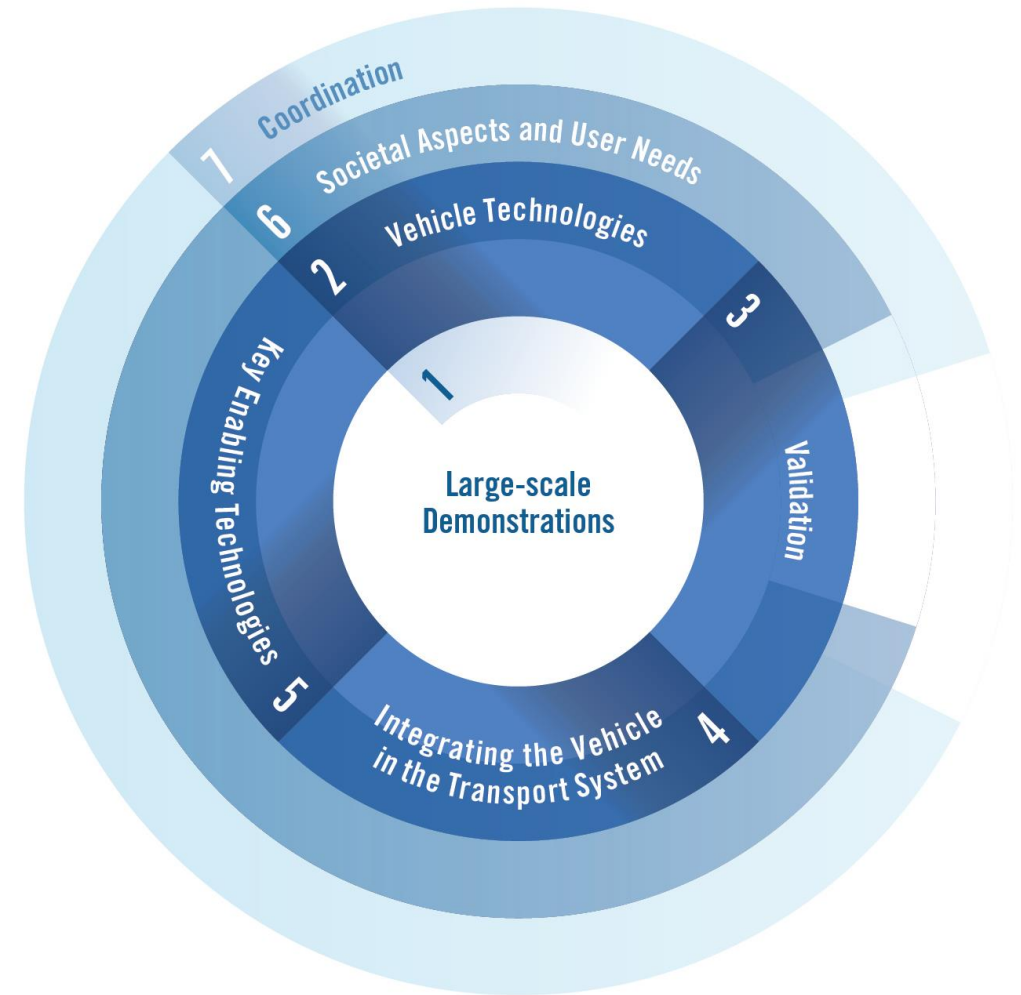 7
Coordination
6
Societal Aspects and User Needs
2
Vehicle Technologies
3
Validation
1
Large-scale
Demonstrations
Key Enabling Technologies
5
Integrating the Vehicle
in the Transport System
4